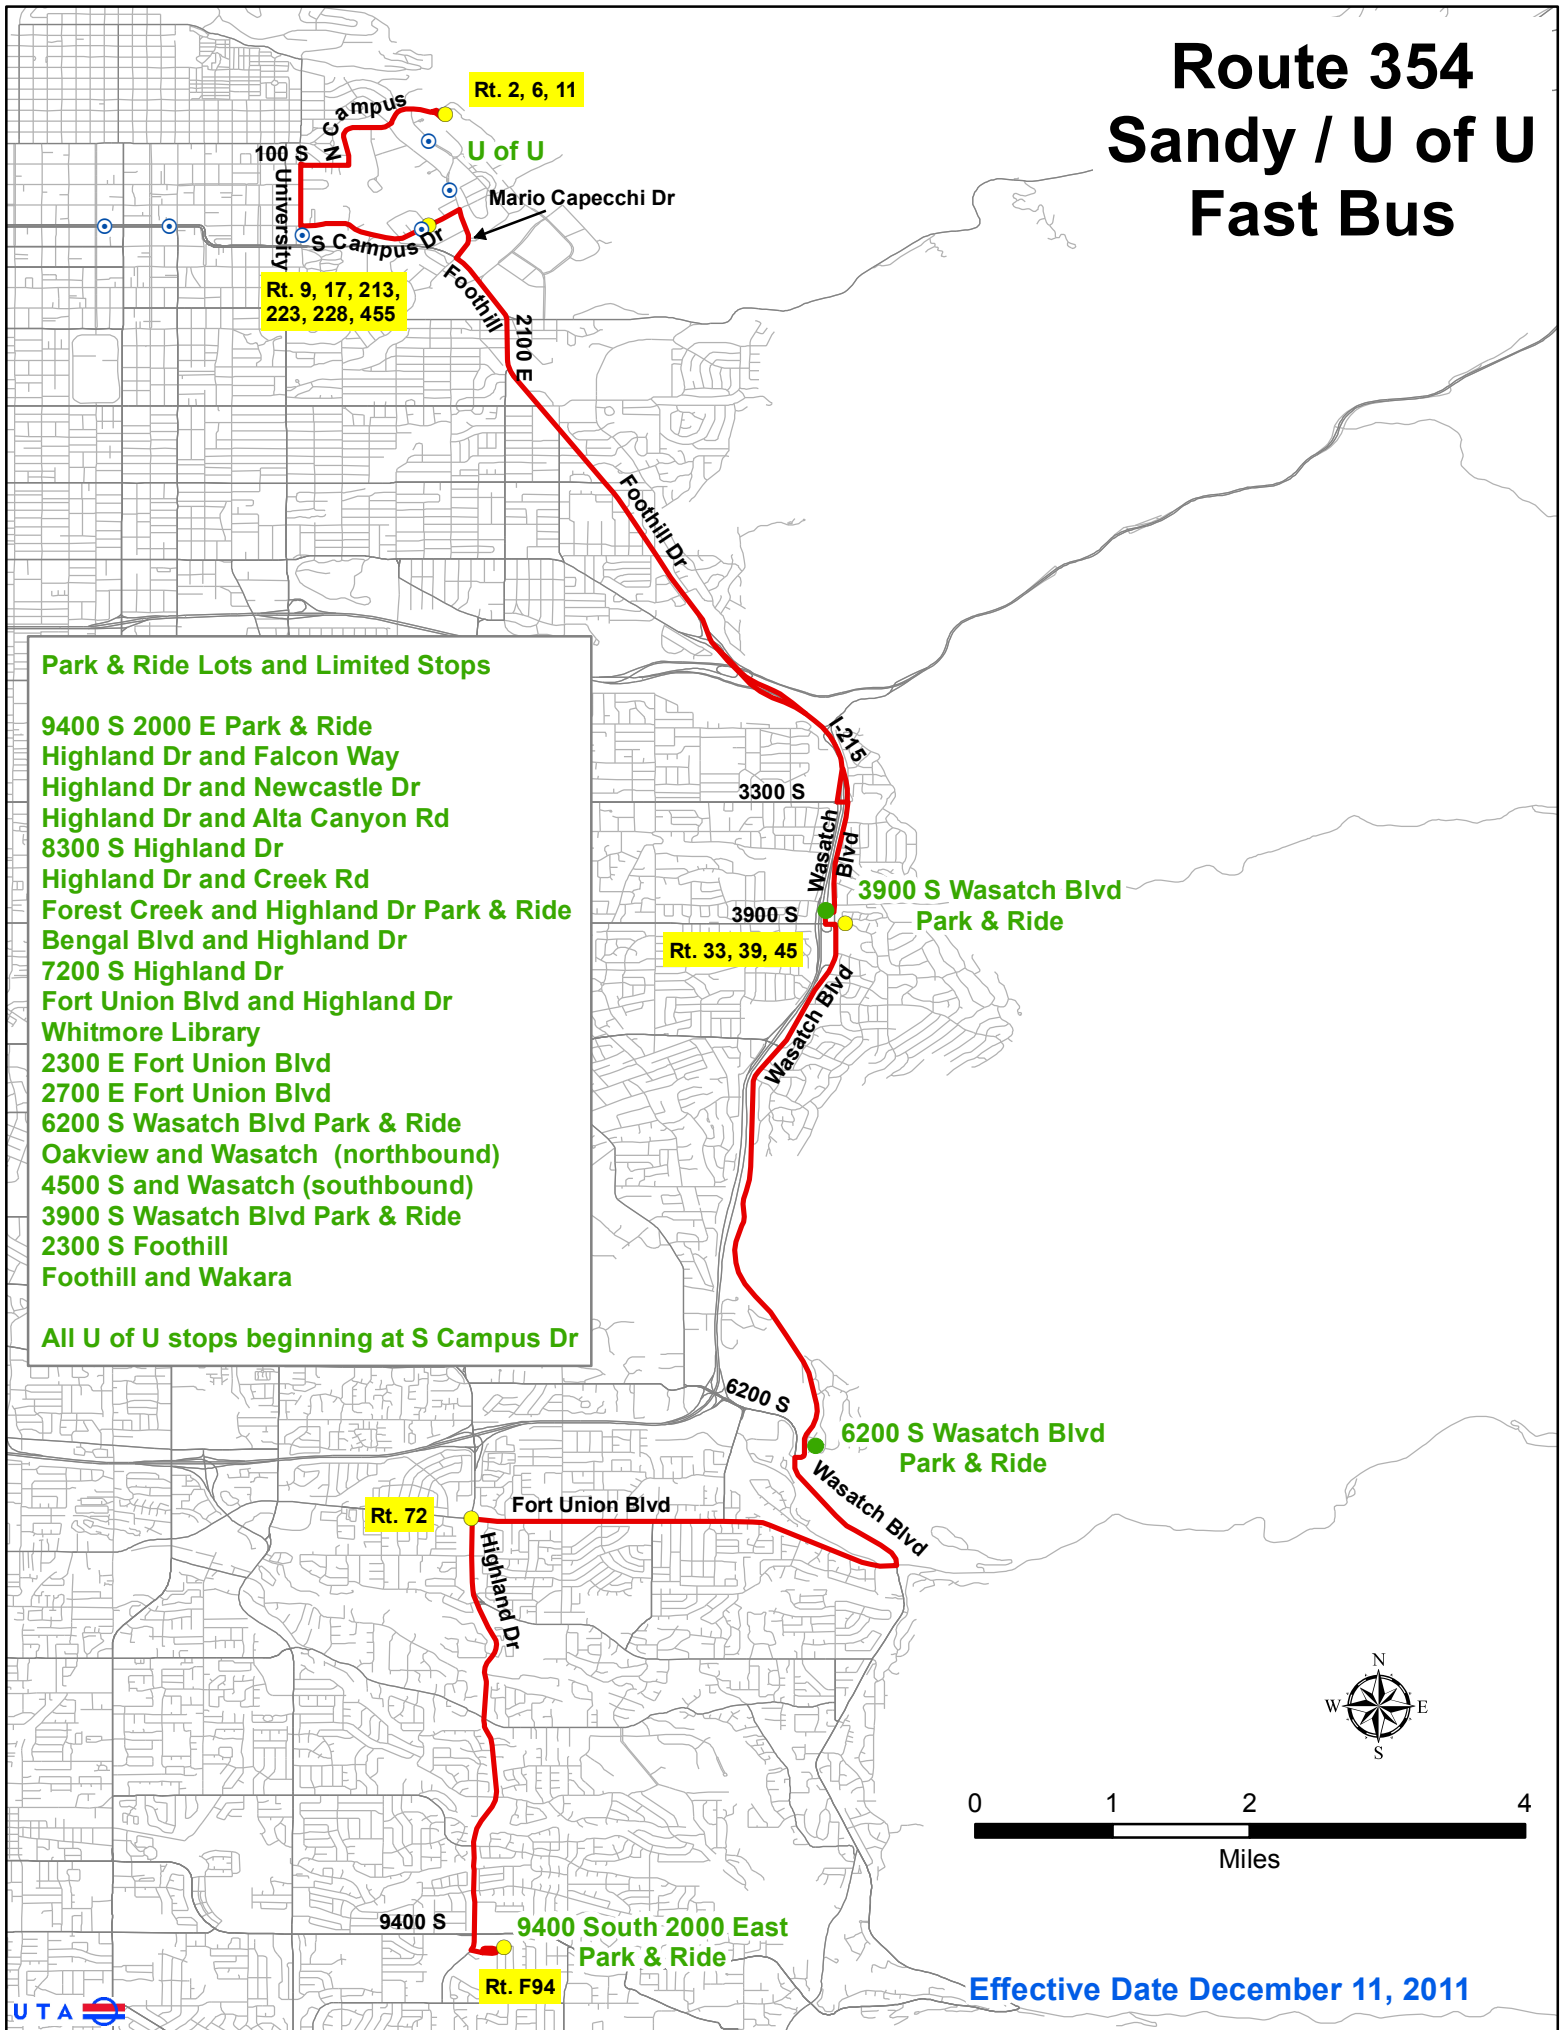 Route 354
Sandy / U of U
Fast Bus
Rt. 2, 6, 11
N Campus
100 S
U of U
University
Mario Capecchi Dr
S Campus Dr
Rt. 9, 17, 213,
223, 228, 455
Foothill
2100 E
Foothill Dr
I-215
3300 S
Wasatch
Blvd
3900 S Wasatch Blvd
Park & Ride
3900 S
Rt. 33, 39, 45
Wasatch Blvd
Park & Ride Lots and Limited Stops
9400 S 2000 E Park & Ride
Highland Dr and Falcon Way
Highland Dr and Newcastle Dr
Highland Dr and Alta Canyon Rd
8300 S Highland Dr
Highland Dr and Creek Rd
Forest Creek and Highland Dr Park & Ride
Bengal Blvd and Highland Dr
7200 S Highland Dr
Fort Union Blvd and Highland Dr
Whitmore Library
2300 E Fort Union Blvd
2700 E Fort Union Blvd
6200 S Wasatch Blvd Park & Ride
Oakview and Wasatch (northbound)
4500 S and Wasatch (southbound)
3900 S Wasatch Blvd Park & Ride
2300 S Foothill
Foothill and Wakara
All U of U stops beginning at S Campus Dr
6200 S
6200 S Wasatch Blvd
Park & Ride
Wasatch Blvd
Fort Union Blvd
Rt. 72
Highland Dr
N
W E
S
0 1 2 4
Miles
9400 S
9400 South 2000 East
Park & Ride
Rt. F94
Effective Date December 11, 2011
UTA